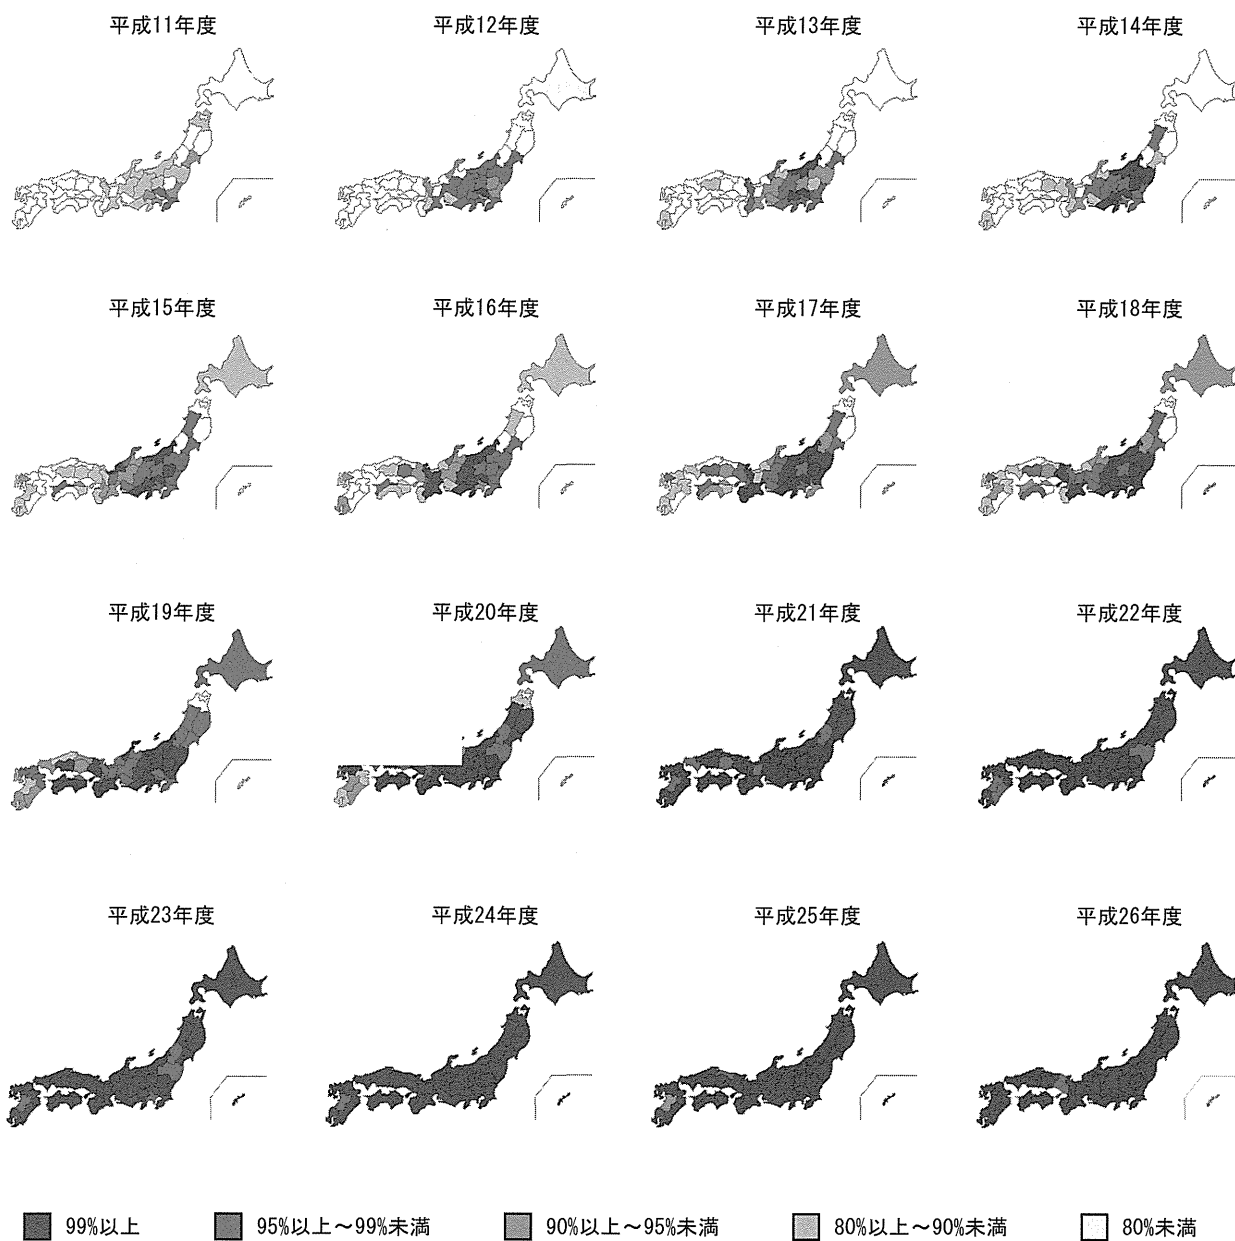 平成11年度 平成12年度 平成13年度 平成14年度
平成15年度 平成16年度 平成17年度 平成18年度
平成19年度 平成20年度 平成21年度 平成22年度
平成23年度 平成24年度 平成25年度 平成26年度
99%以上 95%以上～99%未満 90%以上～95%未満 80%以上～90%未満 80%未満